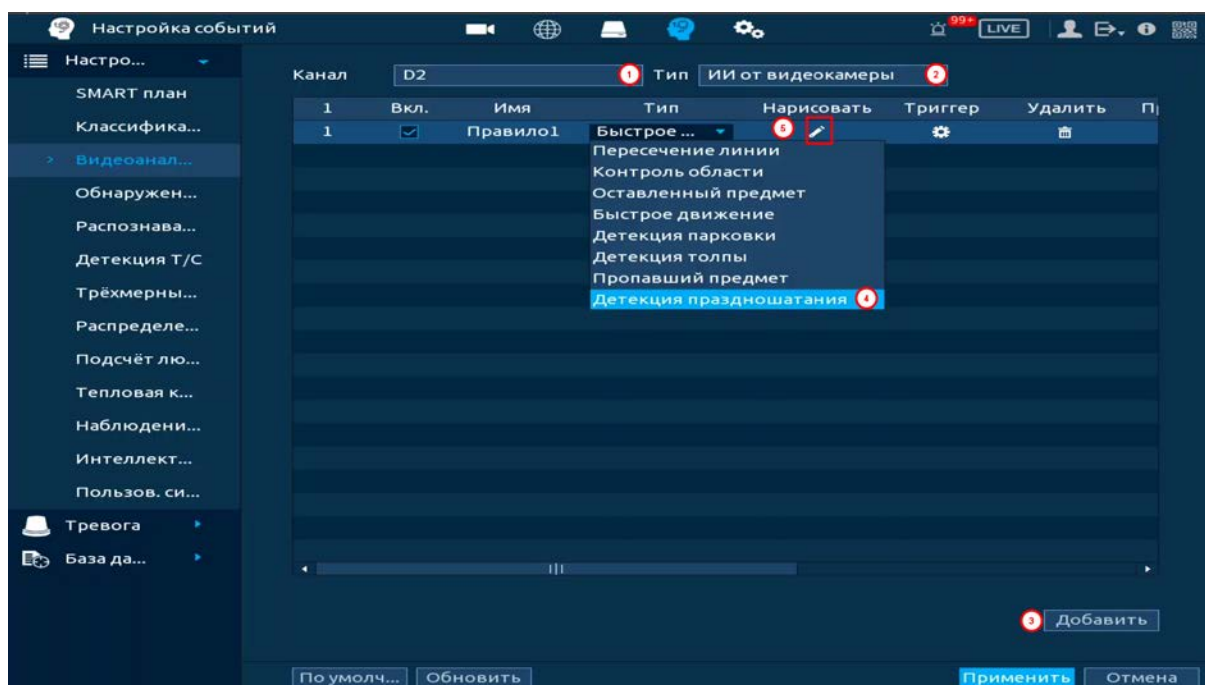 Настройка событий
99+
LIVE
Настро...
SMART план
Классифика...
> Видеоанал...
Обнаружен...
Распознава...
Детекция Т/С
Трёхмерны...
Распределе...
Подсчёт лю...
Тепловая к...
Наблюдени...
Интеллект...
Пользов. си...
Тревога
База да...
Канал D2 1 Тип ИИ от видеокамеры 2
1 Вкл. Имя Тип Нарисовать Триггер Удалить
1 Правило1 Быстрое ... 5
Пересечение линии
Контроль области
Оставленный предмет
Быстрое движение
Детекция парковки
Детекция толпы
Пропавший предмет
Детекция праздношатания 4
3 Добавить
По умолч... Обновить Применить Отмена